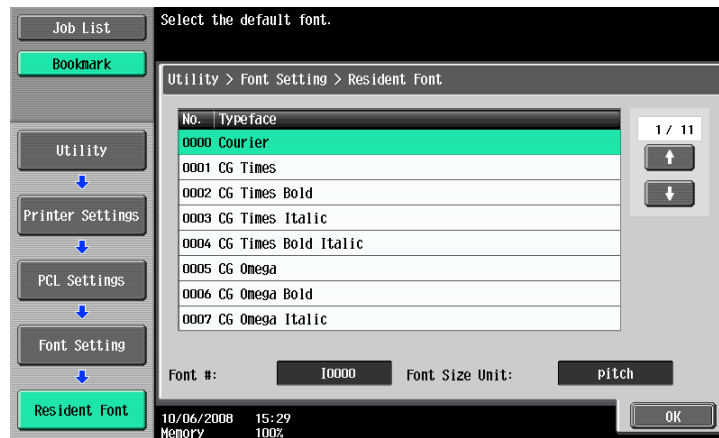 Job List
Select the default font.
Bookmark
Utility > Font Setting > Resident Font
No. Typeface
1/ 11
0000 Courier
0001 CG Times
0002 CG Times Bold
0003 CG Times Italic
0004 CG Times Bold Italic
0005 CG Omega
0006 CG Omega Bold
0007 CG Omega Italic
Utility
Printer Settings
PCL Settings
Font Setting
Resident Font
Font #: I0000 Font Size Unit: pitch
10/06/2008 15:29
Memory 100%
OK